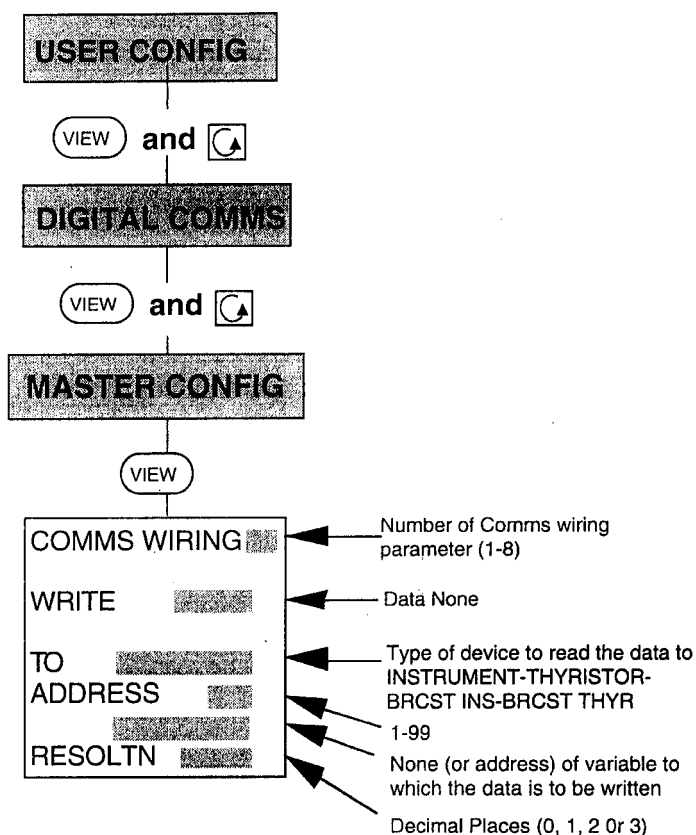 USER CONFIG
VIEW and
DIGITAL COMMS
VIEW and
MASTER CONFIG
VIEW
COMMS WIRING
Number of Comms wiring
parameter (1-8)
WRITE
Data None
TO
Type of device to read the data to
INSTRUMENT-THYRISTOR-
BRCST INS-BRCST THYR
ADDRESS
1-99
None (or address) of variable to
which the data is to be written
RESOLTN
Decimal Places (0, 1, 2 0r 3)